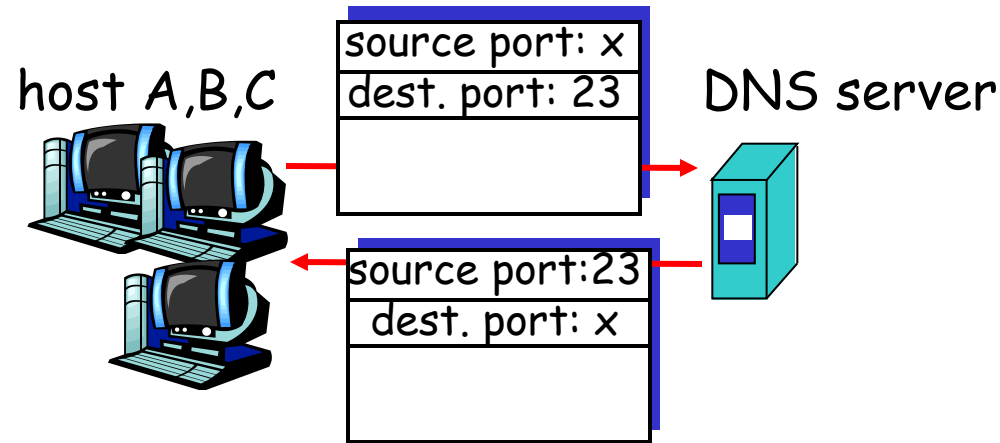 host A,B,C
source port: x
dest. port: 23
DNS server
source port:23
dest. port: x